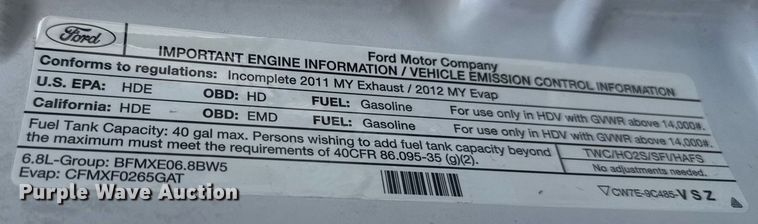 Ford
Ford Motor Company
IMPORTANT ENGINE INFORMATION / VEHICLE EMISSION CONTROL INFORMATION
Conforms to regulations: Incomplete 2011 MY Exhaust / 2012 MY Evap
U.S. EPA: HDE OBD: HD FUEL: Gasoline For use only in HDV with GVWR above 14,000#.
California: HDE OBD: EMD FUEL: Gasoline For use only in HDV with GVWR above 14,000#.
Fuel Tank Capacity: 40 gal max. Persons wishing to add fuel tank capacity beyond
the maximum must meet the requirements of 40CFR 86.095-35 (g)(2).
TWC/HO2S/SFI/HAFS
No adjustments needed.
6.8L-Group: BFMXE06.8BW5
Evap: CFMXF0265GAT
CW7E-9C485-VSZ
Purple Wave Auction